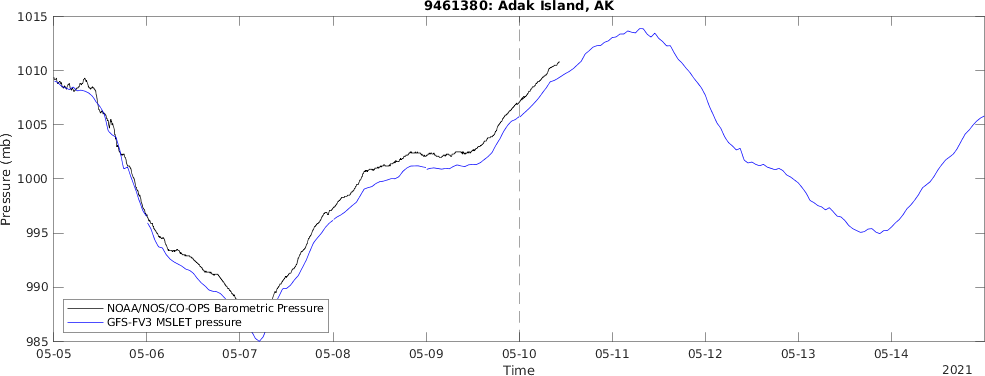 9461380: Adak Island, AK
1015
1010
1005
1000
995
990
985
Pressure (mb)
NOAA/NOS/CO-OPS Barometric Pressure
GFS-FV3 MSLET pressure
05-05 05-06 05-07 05-08 05-09 05-10 05-11 05-12 05-13 05-14
Time
2021